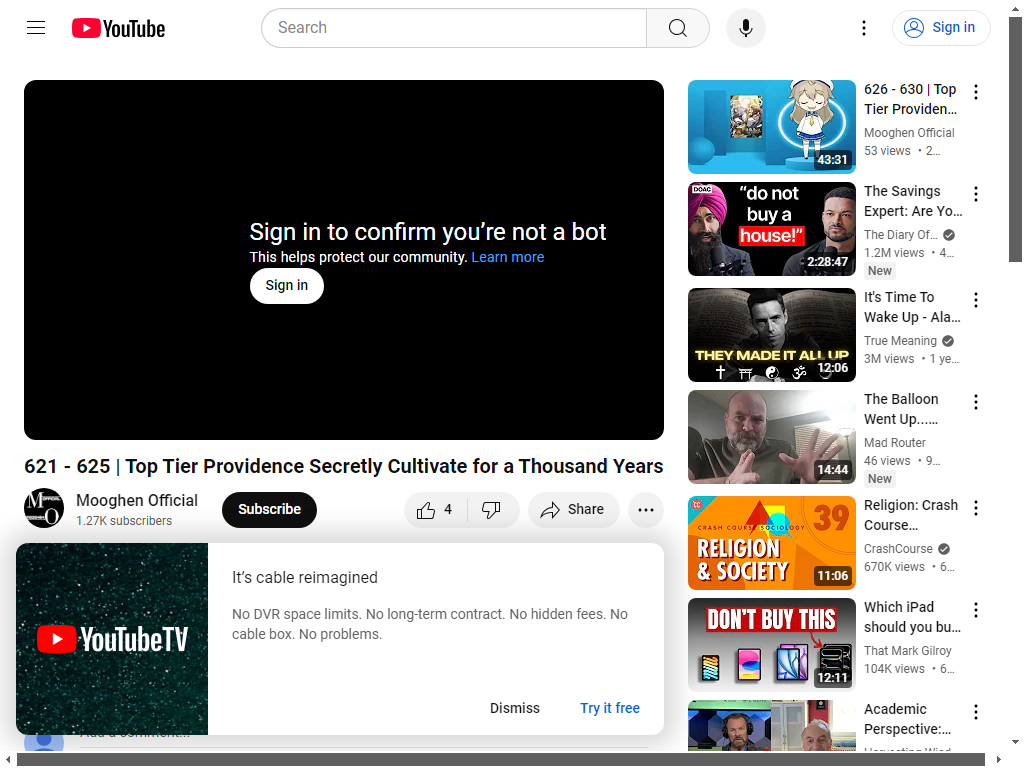 YouTube
Search
Sign in
Sign in to confirm you're not a bot
This helps protect our community. Learn more
Sign in
621 - 625 | Top Tier Providence Secretly Cultivate for a Thousand Years
Mooghen Official
1.27K subscribers
Subscribe
4
Share
YouTubeTV
It's cable reimagined
No DVR space limits. No long-term contract. No hidden fees. No
cable box. No problems.
Dismiss
Try it free
43:31
626 - 630 | Top
Tier Providen...
Mooghen Official
53 views • 2...
DOAC
"do not
buy a
house!"
2:28:47
The Savings
Expert: Are Yo...
The Diary Of...
1.2M views • 4...
New
THEY MADE IT ALL UP
12:06
It's Time To
Wake Up - Ala...
True Meaning
3M views • 1 ye...
14:44
The Balloon
Went Up......
Mad Router
46 views • 9...
New
CC
CRASH COURSE SOCIOLOGY
39
RELIGION
& SOCIETY
11:06
Religion: Crash
Course...
CrashCourse
670K views • 6...
DON'T BUY THIS
12:11
Which iPad
should you bu...
That Mark Gilroy
104K views • 6...
Academic
Perspective:...